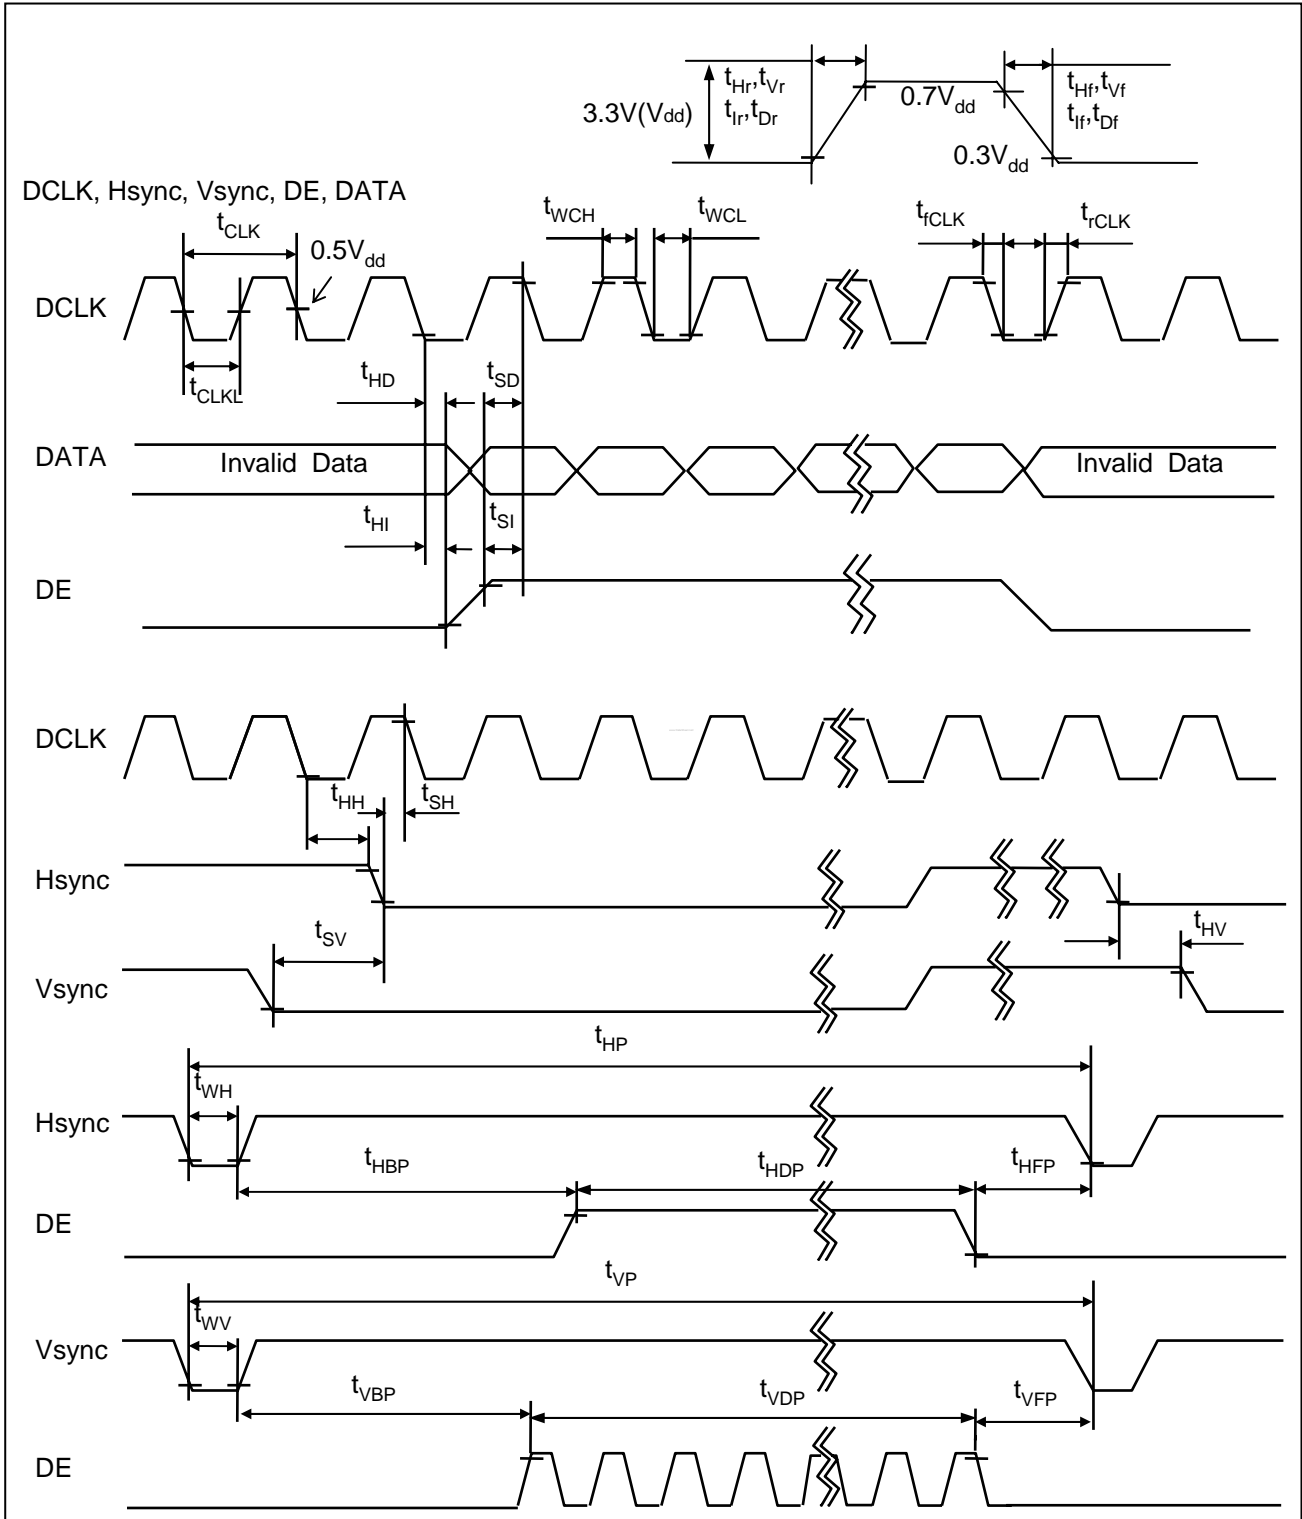 t_Hr,t_Vr
t_Ir,t_Dr
3.3V(Vdd)
0.7V_dd
0.3V_dd
t_Hf,t_Vf
t_If,t_Df
DCLK, Hsync, Vsync, DE, DATA
t_CLK
0.5V_dd
t_WCH
t_WCL
t_fCLK
t_rCLK
DCLK
t_CLKL
t_HD
t_SD
DATA
Invalid Data
Invalid Data
t_HI
t_SI
DE
DCLK
t_HH
t_SH
Hsync
t_SV
t_HV
Vsync
t_HP
t_WH
Hsync
t_HBP
t_HDP
t_HFP
DE
t_VP
t_WV
Vsync
t_VBP
t_VDP
t_VFP
DE